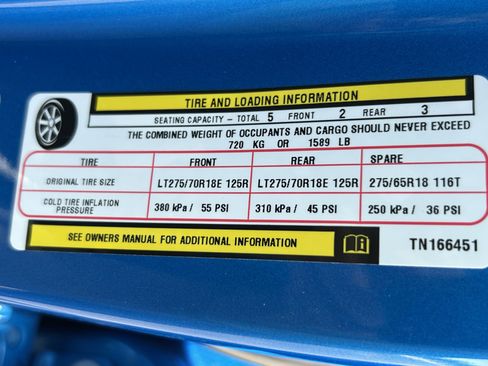 TIRE AND LOADING INFORMATION
SEATING CAPACITY - TOTAL 5 FRONT 2 REAR 3
THE COMBINED WEIGHT OF OCCUPANTS AND CARGO SHOULD NEVER EXCEED
720 KG OR 1589 LB
TIRE FRONT REAR SPARE
ORIGINAL TIRE SIZE LT275/70R18E 125R LT275/70R18E 125R 275/65R18 116T
COLD TIRE INFLATION PRESSURE 380 kPa / 55 PSI 310 kPa / 45 PSI 250 kPa / 36 PSI
SEE OWNERS MANUAL FOR ADDITIONAL INFORMATION TN166451